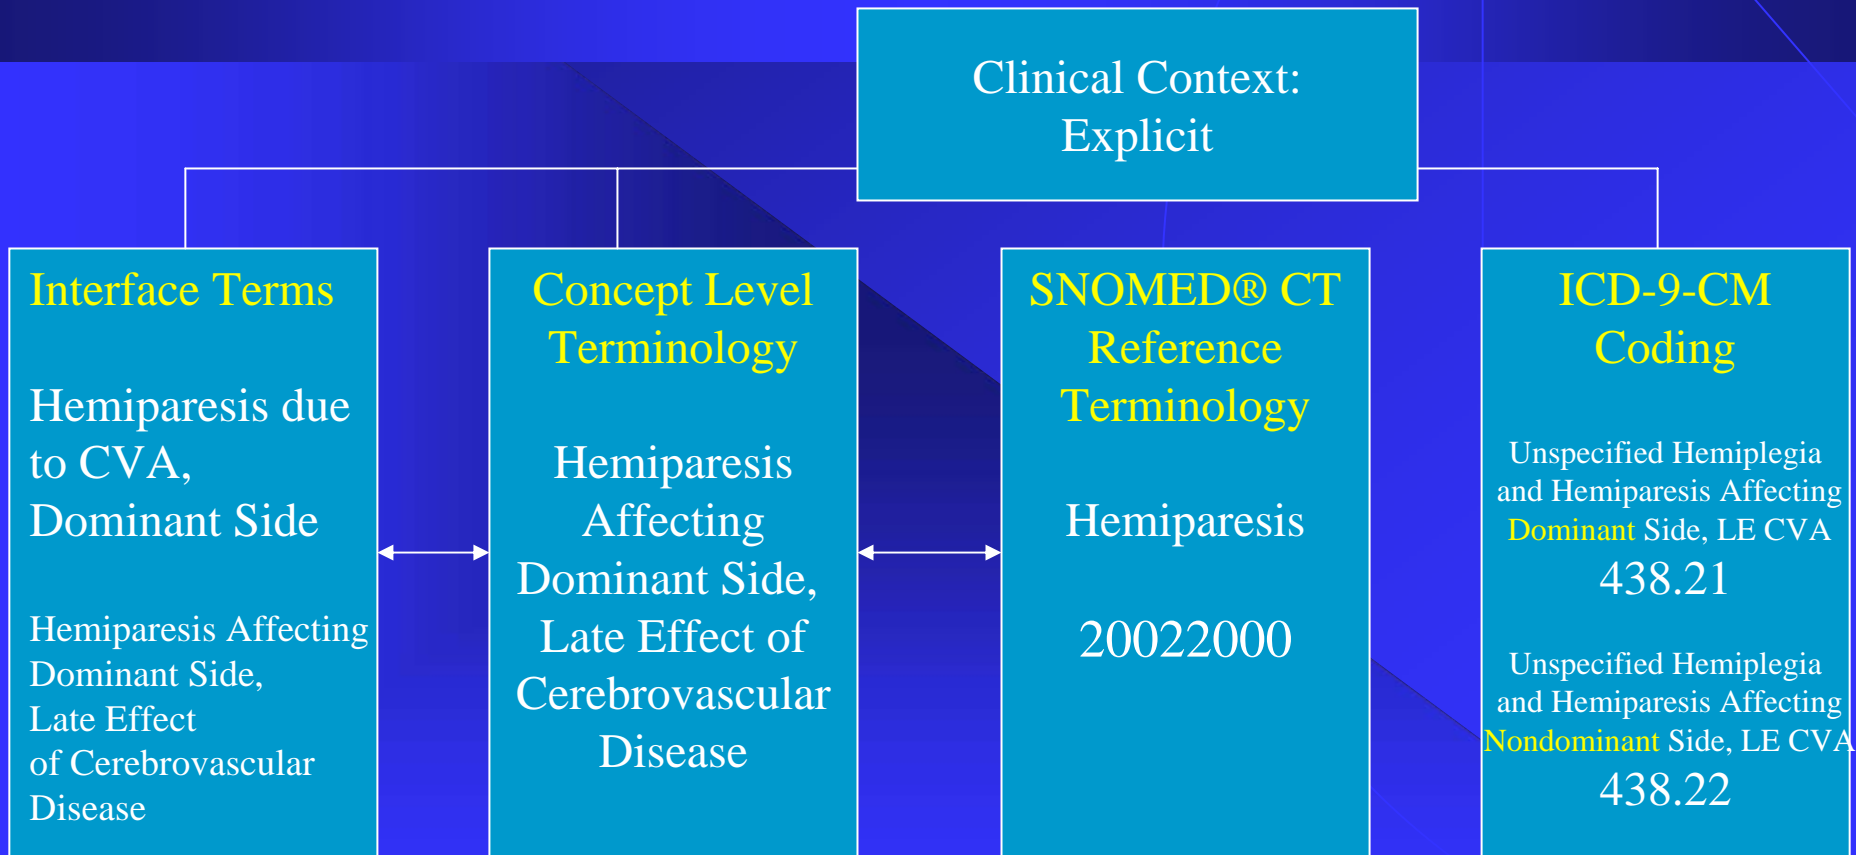 Clinical Context:
Explicit
Interface Terms
Hemiparesis due
to CVA,
Dominant Side
Hemiparesis Affecting
Dominant Side,
Late Effect
of Cerebrovascular
Disease
Concept Level
Terminology
Hemiparesis
Affecting
Dominant Side,
Late Effect of
Cerebrovascular
Disease
SNOMED® CT
Reference
Terminology
Hemiparesis
20022000
ICD-9-CM
Coding
Unspecified Hemiplegia
and Hemiparesis Affecting
Dominant Side, LE CVA
438.21
Unspecified Hemiplegia
and Hemiparesis Affecting
Nondominant Side, LE CVA
438.22